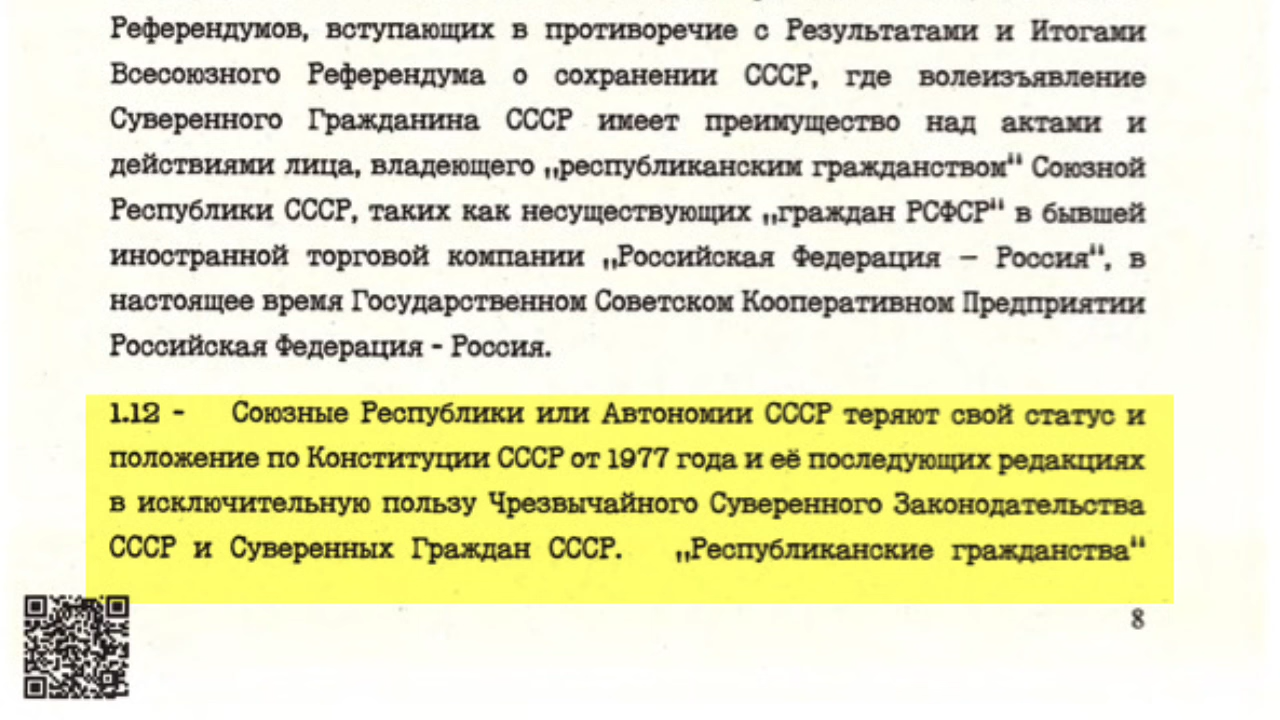 Референдумов, вступающих в противоречие с Результатами и Итогами
Всесоюзного Референдума о сохранении СССР, где волеизъявление
Суверенного Гражданина СССР имеет преимущество над актами и
действиями лица, владеющего „республиканским гражданством“ Союзной
Республики СССР, таких как несуществующих „граждан РСФСР“ в бывшей
иностранной торговой компании „Российская Федерация – Россия“, в
настоящее время Государственном Советском Кооперативном Предприятии
Российская Федерация - Россия.
1.12 - Союзные Республики или Автономии СССР теряют свой статус и
положение по Конституции СССР от 1977 года и её последующих редакциях
в исключительную пользу Чрезвычайного Суверенного Законодательства
СССР и Суверенных Граждан СССР. „Республиканские гражданства“
8